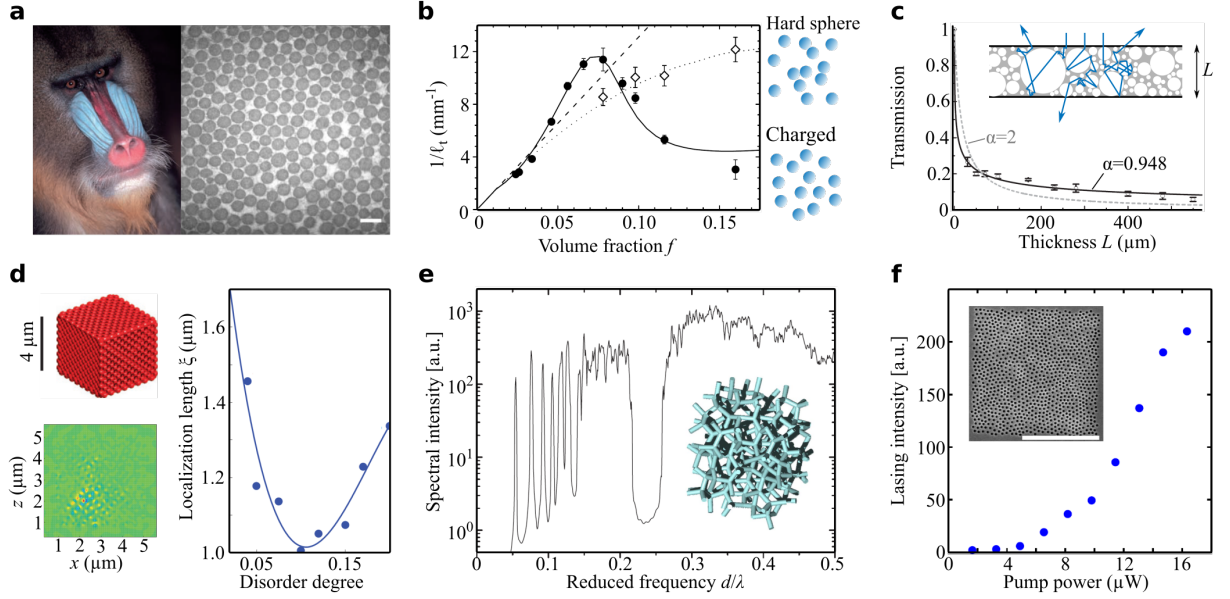 a
b
1/ℓt (mm⁻¹)
12
8
4
0
0
0.05
0.10
0.15
Volume fraction f
Hard sphere
Charged
c
Transmission
1
0.8
0.6
0.4
0.2
0
0
200
400
Thickness L (µm)
α=2
α=0.948
L
d
4 µm
z (µm)
5
4
3
2
1
1 2 3 4 5
x (µm)
Localization length ξ (µm)
1.6
1.4
1.2
1.0
0.05
0.15
Disorder degree
e
Spectral intensity [a.u.]
10³
10²
10¹
10⁰
0
0.1
0.2
0.3
0.4
0.5
Reduced frequency d/λ
f
Lasing intensity [a.u.]
200
150
100
50
0
0
4
8
12
16
Pump power (µW)